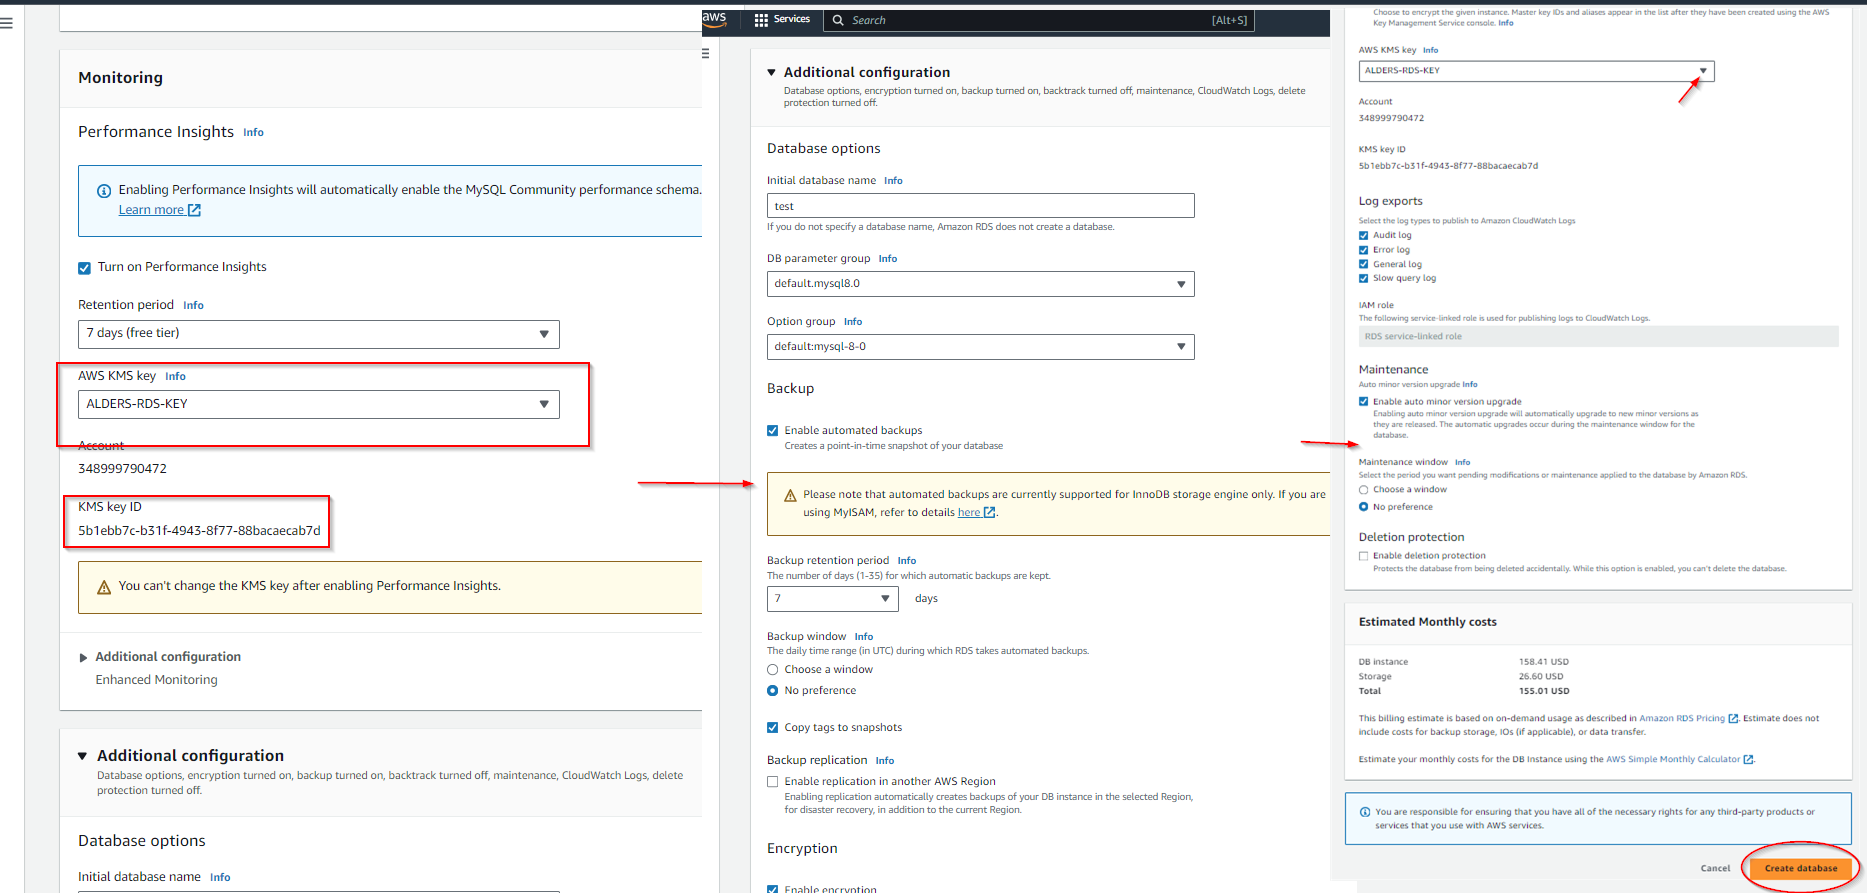 Monitoring
Performance Insights Info
Enabling Performance Insights will automatically enable the MySQL Community performance schema.
Learn more
Turn on Performance Insights
Retention period Info
7 days (free tier)
AWS KMS key Info
ALDERS-RDS-KEY
Account
348999790472
KMS key ID
5b1ebb7c-b31f-4943-8f77-88bacaecab7d
You can't change the KMS key after enabling Performance Insights.
Additional configuration
Enhanced Monitoring
Additional configuration
Database options, encryption turned on, backup turned on, backtrack turned off, maintenance, CloudWatch Logs, delete
protection turned off.
Database options
Initial database name Info
aws Services Search [Alt+S]
Additional configuration
Database options, encryption turned on, backup turned on, backtrack turned off, maintenance, CloudWatch Logs, delete
protection turned off.
Database options
Initial database name Info
test
If you do not specify a database name, Amazon RDS does not create a database.
DB parameter group Info
default.mysql8.0
Option group Info
default:mysql-8-0
Backup
Enable automated backups
Creates a point-in-time snapshot of your database
Please note that automated backups are currently supported for InnoDB storage engine only. If you are
using MyISAM, refer to details here.
Backup retention period Info
The number of days (1-35) for which automatic backups are kept.
7 days
Backup window Info
The daily time range (in UTC) during which RDS takes automated backups.
Choose a window
No preference
Copy tags to snapshots
Backup replication Info
Enable replication in another AWS Region
Enabling replication automatically creates backups of your DB instance in the selected Region,
for disaster recovery, in addition to the current Region.
Encryption
Enable encryption
Choose to encrypt the given instance. Master key IDs and aliases appear in the list after they have been created using the AWS
Key Management Service console. Info
AWS KMS key Info
ALDERS-RDS-KEY
Account
348999790472
KMS key ID
5b1ebb7c-b31f-4943-8f77-88bacaecab7d
Log exports
Select the log types to publish to Amazon CloudWatch Logs
Audit log
Error log
General log
Slow query log
IAM role
The following service-linked role is used for publishing logs to CloudWatch Logs.
RDS service-linked role
Maintenance
Auto minor version upgrade Info
Enable auto minor version upgrade
Enabling auto minor version upgrade will automatically upgrade to new minor versions as
they are released. The automatic upgrades occur during the maintenance window for the
database.
Maintenance window Info
Select the period you want pending modifications or maintenance applied to the database by Amazon RDS.
Choose a window
No preference
Deletion protection
Enable deletion protection
Protects the database from being deleted accidentally. While this option is enabled, you can't delete the database.
Estimated Monthly costs
DB instance 158.41 USD
Storage 26.60 USD
Total 155.01 USD
This billing estimate is based on on-demand usage as described in Amazon RDS Pricing. Estimate does not
include costs for backup storage, IOs (if applicable), or data transfer.
Estimate your monthly costs for the DB Instance using the AWS Simple Monthly Calculator.
You are responsible for ensuring that you have all of the necessary rights for any third-party products or
services that you use with AWS services.
Cancel Create database